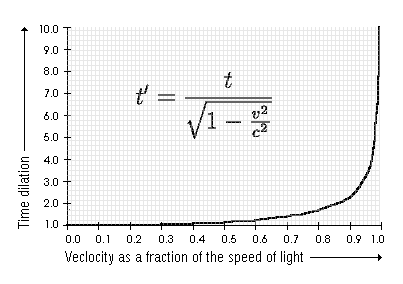 10.0
9.0
8.0
7.0
6.0
5.0
4.0
3.0
2.0
1.0
Time dilation
t' = t / √(1 − v²/c²)
0.0 0.1 0.2 0.3 0.4 0.5 0.6 0.7 0.8 0.9 1.0
Veclocity as a fraction of the speed of light